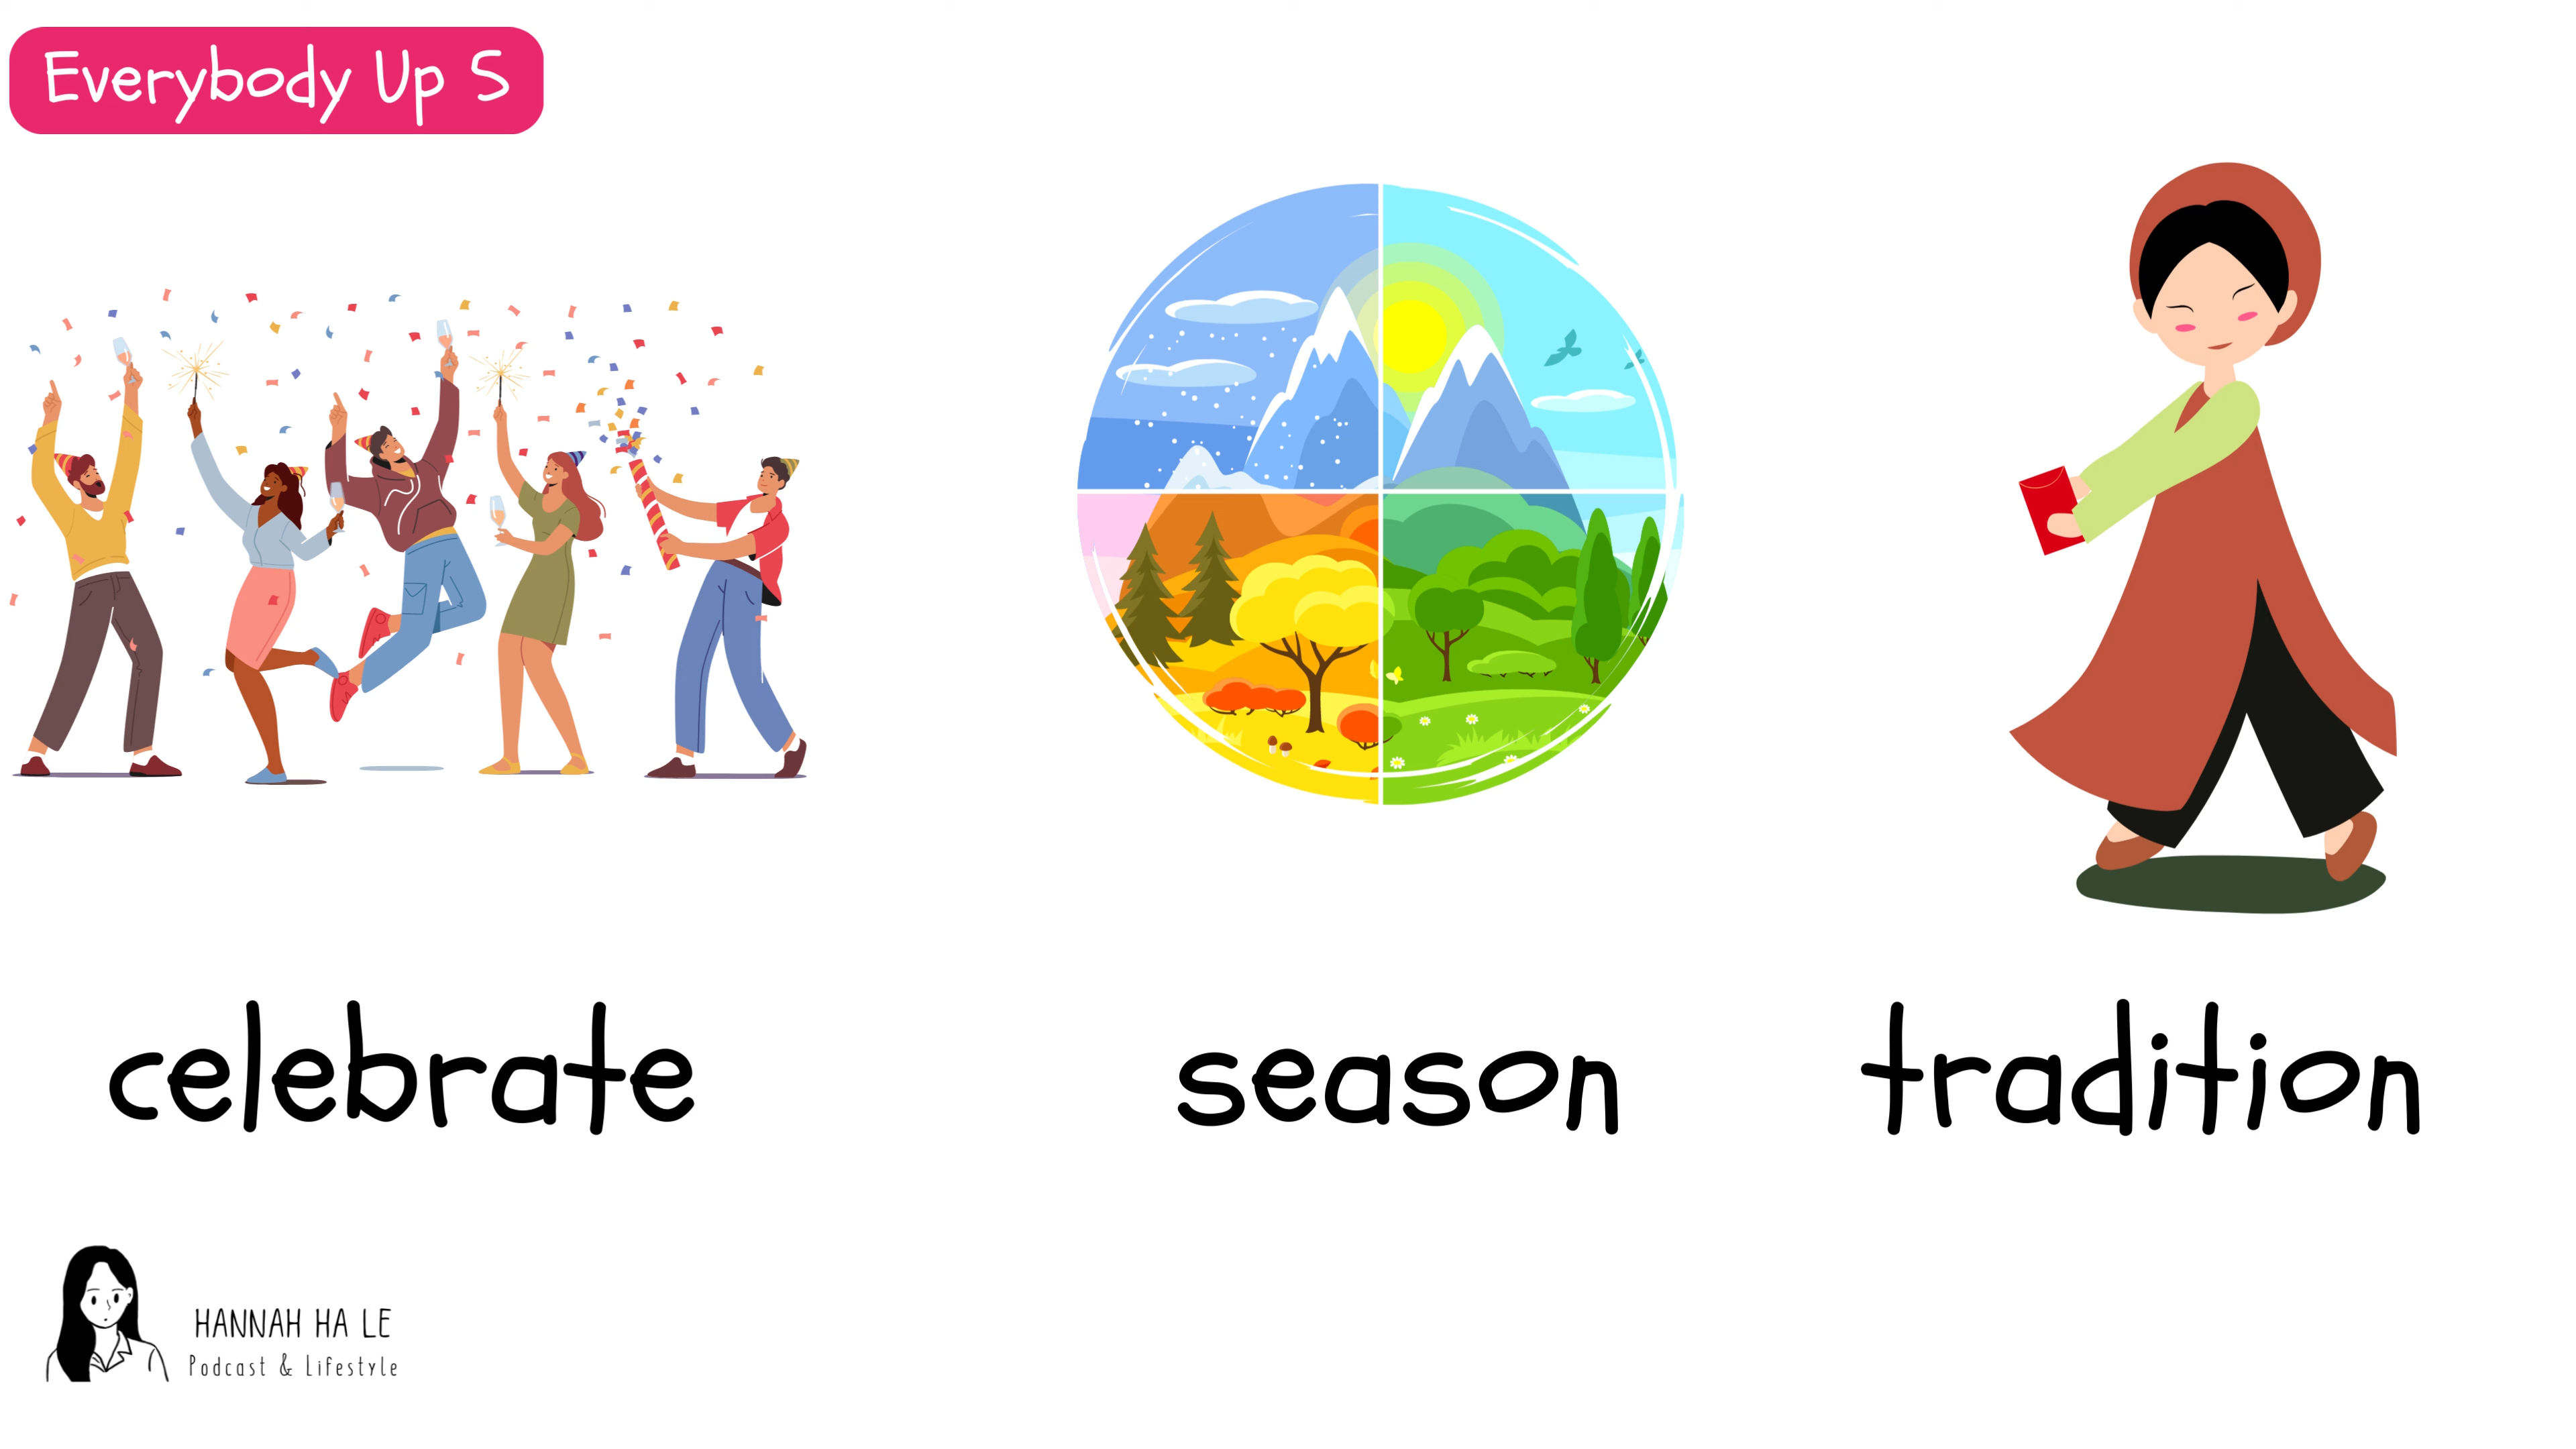 Everybody Up 5
celebrate
season
tradition
HANNAH HA LE
Podcast & Lifestyle